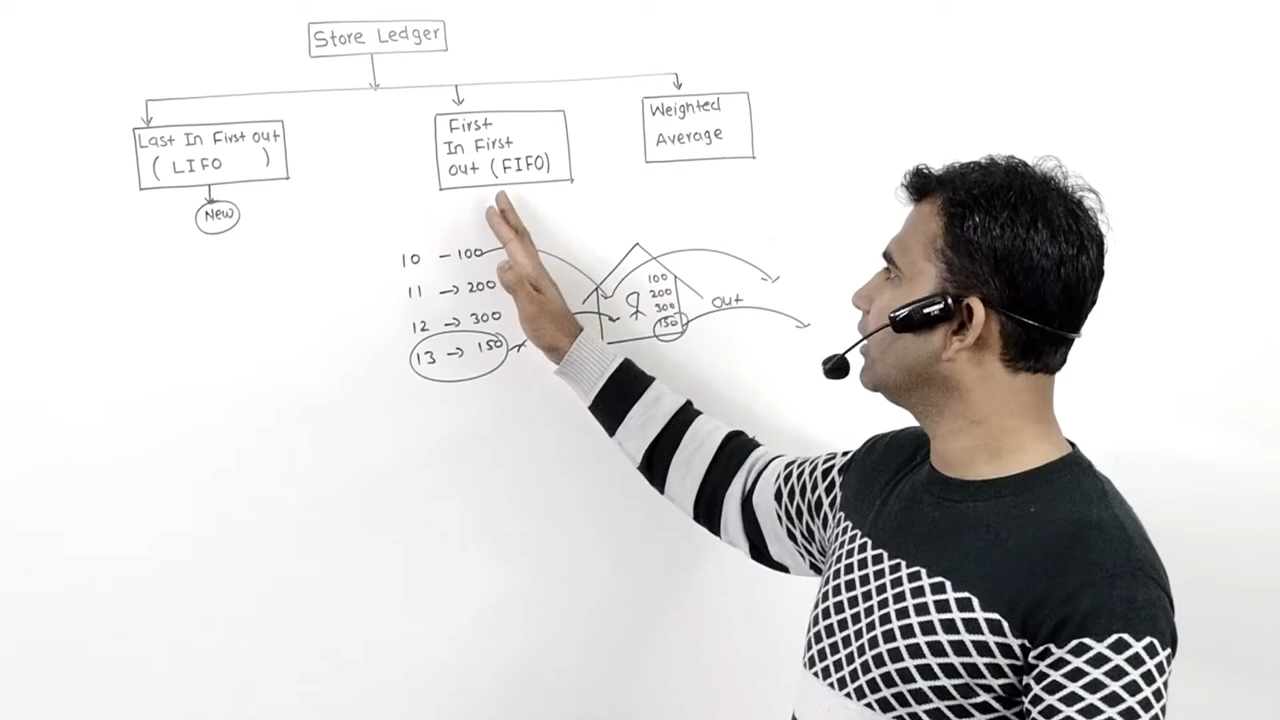 Store Ledger
Last In First out
( LIFO )
New
First
In First
out (FIFO)
Weighted
Average
10 - 100
11 → 200
12 → 300
13 → 150
100
200
300
150
out